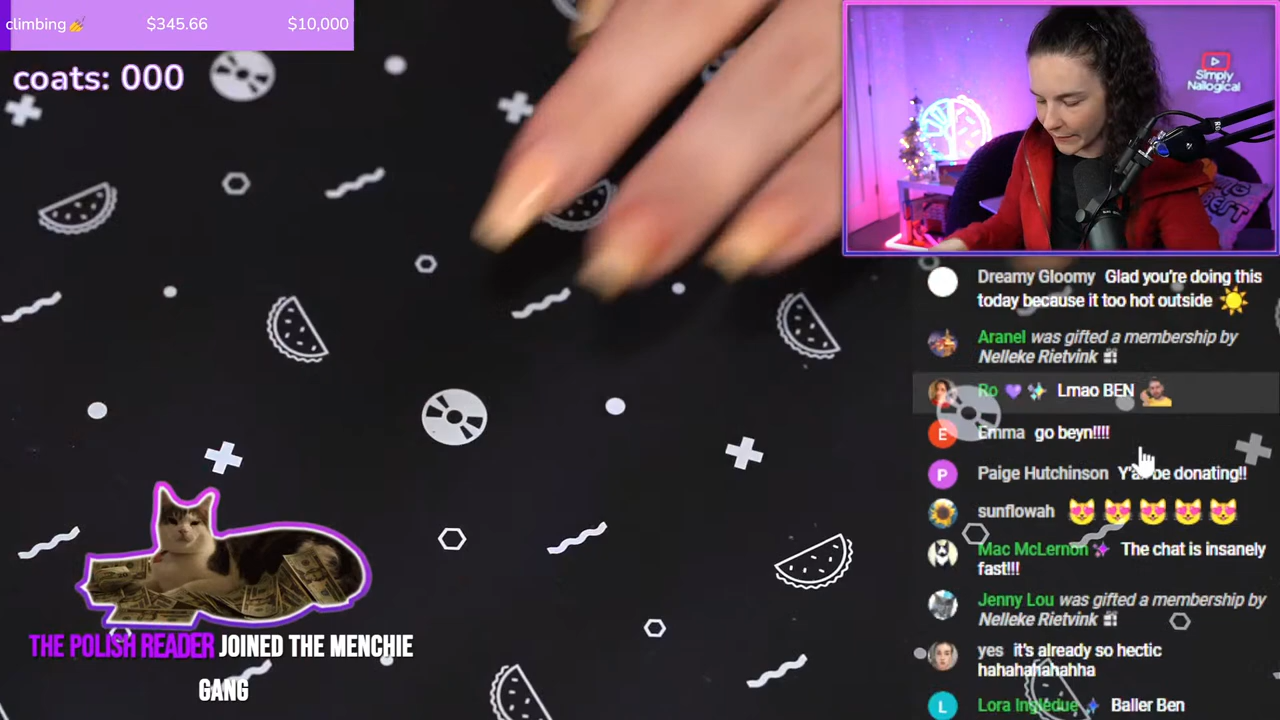 climbing💅 $345.66 $10,000
coats: 000
Simply
Nailogical
Dreamy Gloomy Glad you're doing this
today because it too hot outside ☀️
Aranel was gifted a membership by
Nelleke Rietvink 🎁
Ro 💜 ✨ Lmao BEN
E Emma go beyn!!!!
P Paige Hutchinson Y'all be donating!!
sunflowah 😻 😻 😻 😻 😻
Mac McLernon The chat is insanely
fast!!!
Jenny Lou was gifted a membership by
Nelleke Rietvink 🎁
yes it's already so hectic
hahahahahahha
L Lora Ingledue Baller Ben
THE POLISH READER JOINED THE MENCHIE
GANG